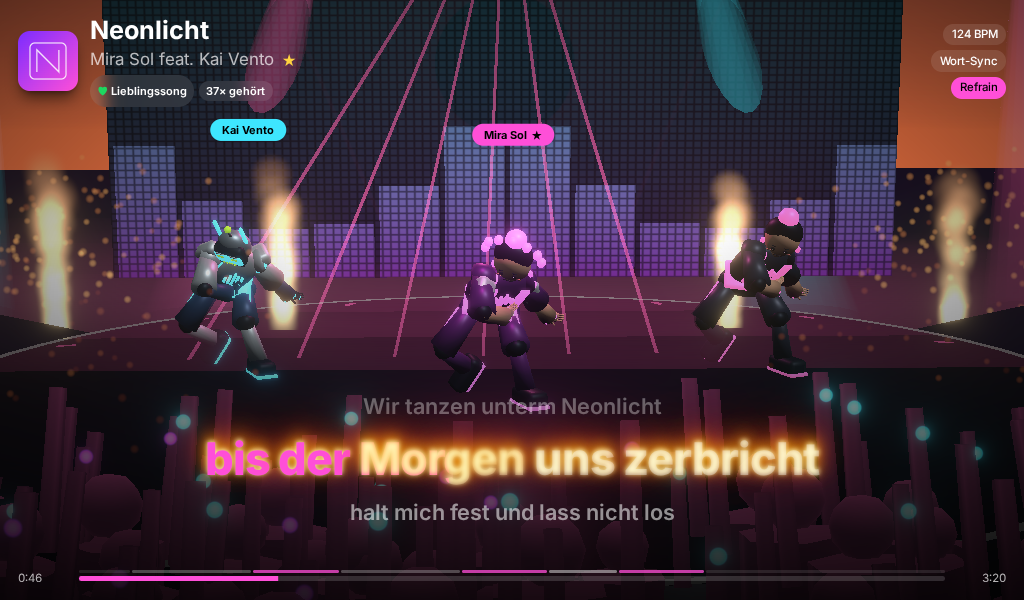 Neonlicht
Mira Sol feat. Kai Vento ★
Lieblingssong
37× gehört
124 BPM
Wort-Sync
Refrain
N
Kai Vento
Mira Sol ★
Wir tanzen unterm Neonlicht
bis der Morgen uns zerbricht
halt mich fest und lass nicht los
0:46
3:20